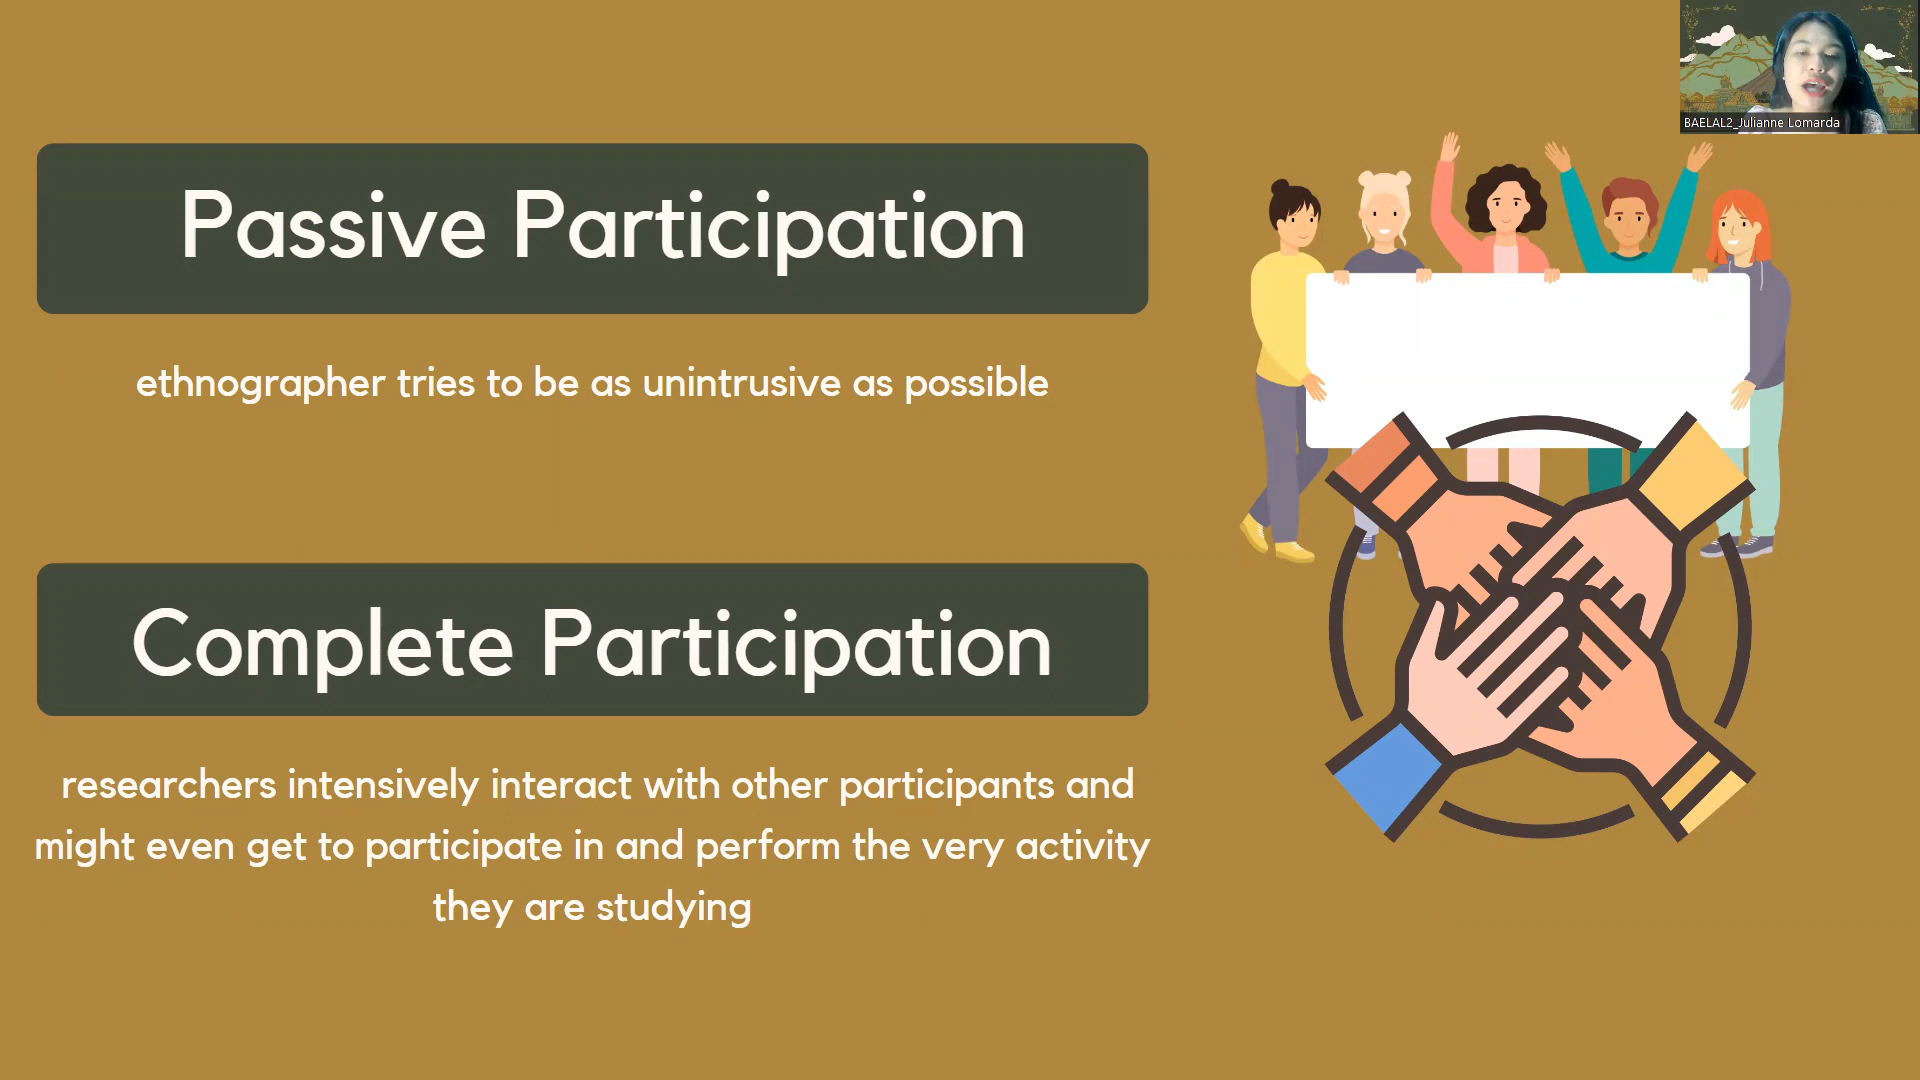 BAELAL2_Julianne Lomarda
Passive Participation
ethnographer tries to be as unintrusive as possible
Complete Participation
researchers intensively interact with other participants and
might even get to participate in and perform the very activity
they are studying